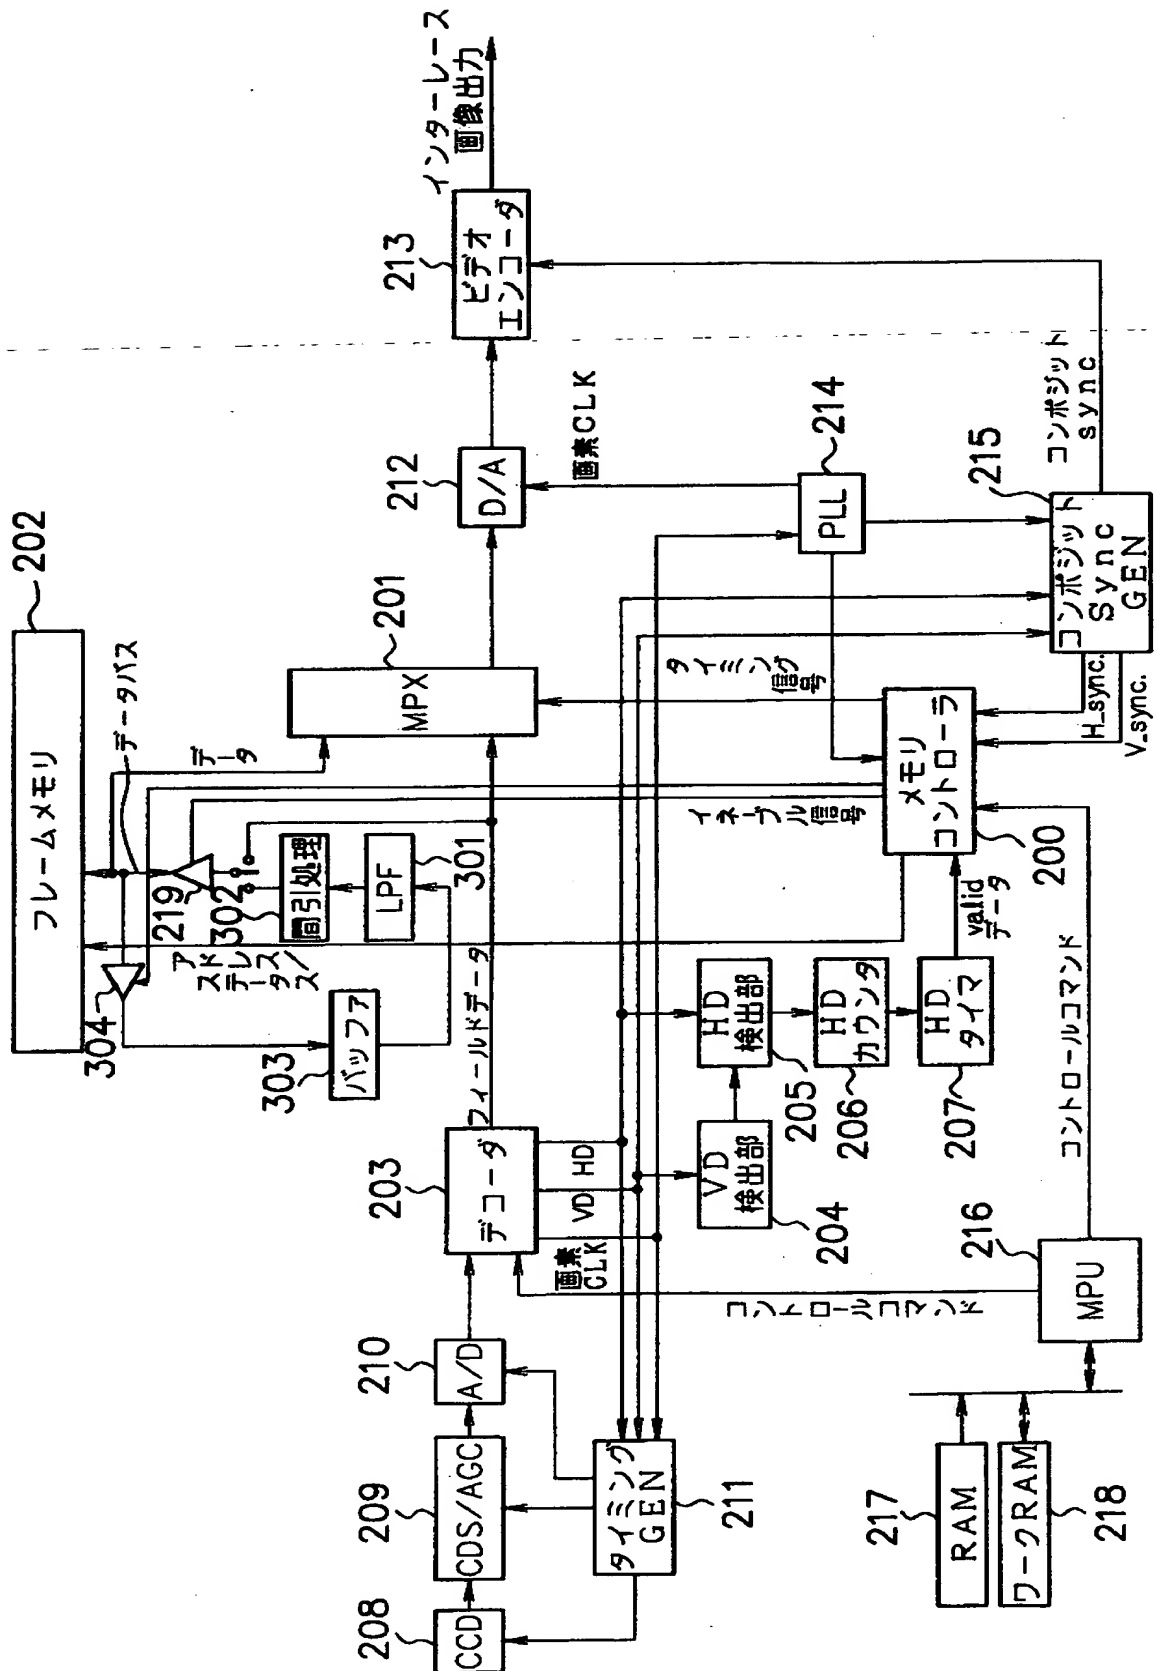 202
フレームメモリ
データバス
データ
304
219
302
間引処理
301
LPF
303
バッファ
アドレス/
ステータス
201
MPX
フィールドデータ
インターレース
画像出力
213
ビデオ
エンコーダ
212
D/A
画素CLK
214
PLL
215
コンポジット
Sync
GEN
コンポジット
sync
タイミング
信号
イネーブル信号
H_sync.
V_sync.
メモリ
コントローラ
200
valid
データ
203
デコーダ
HD
VD
画素
CLK
204
VD
検出部
205
HD
検出部
206
HD
カウンタ
207
HD
タイマ
コントロールコマンド
コントロールコマンド
216
MPU
208
CCD
209
CDS/AGC
210
A/D
211
タイミング
GEN
217
RAM
218
ワークRAM